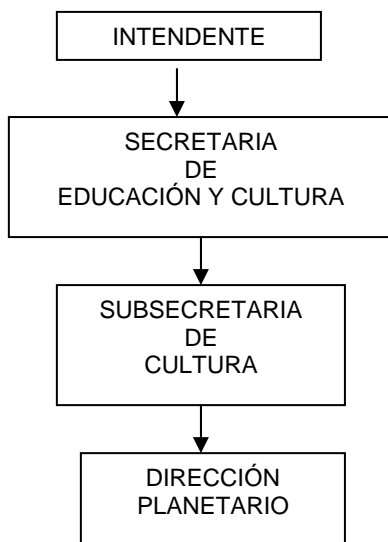 INTENDENTE
SECRETARIA
DE
EDUCACIÓN Y CULTURA
SUBSECRETARIA
DE
CULTURA
DIRECCIÓN
PLANETARIO